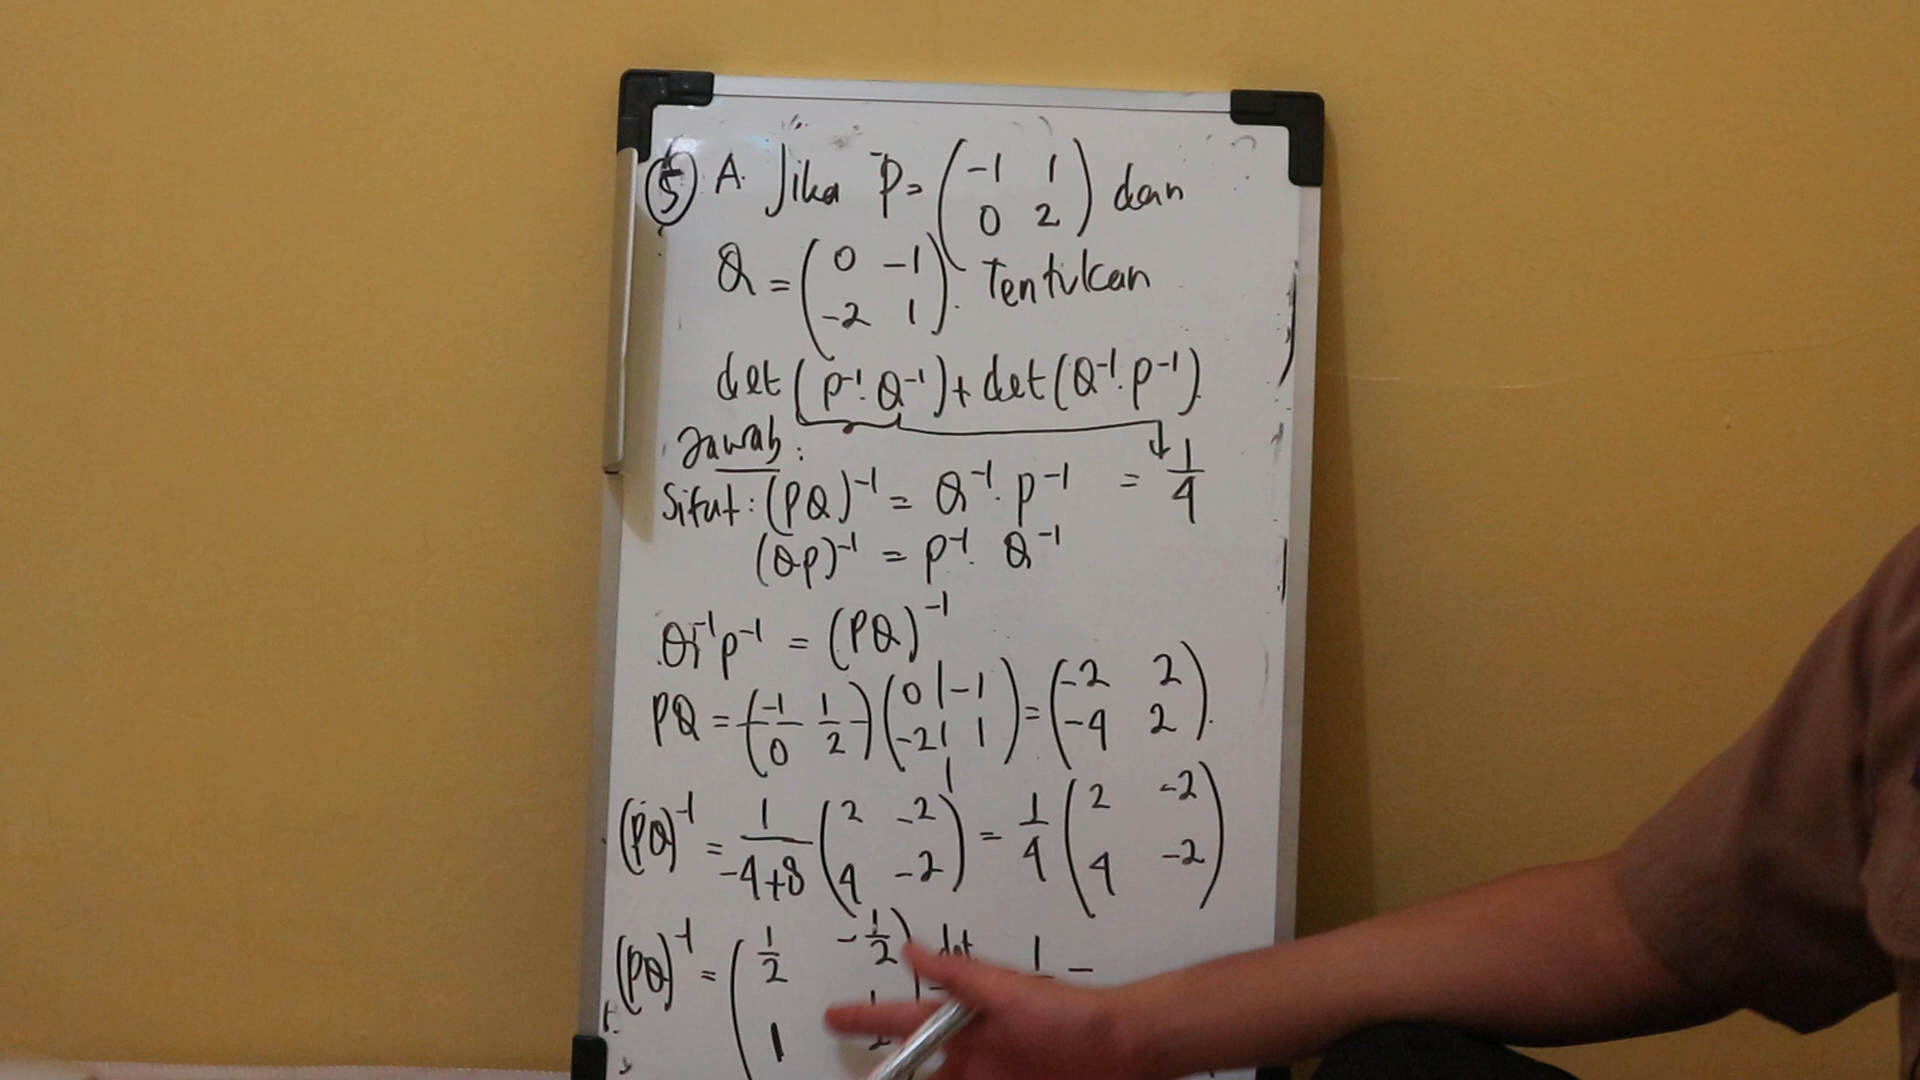 5 A. Jika P = (-1 1 0 2) dan
Q = (0 -1 -2 1). Tentukan
det (P⁻¹. Q⁻¹) + det (Q⁻¹. P⁻¹)
Jawab:
Sifat: (PQ)⁻¹ = Q⁻¹. P⁻¹ = 1/4
(QP)⁻¹ = P⁻¹. Q⁻¹
Q⁻¹P⁻¹ = (PQ)⁻¹
PQ = (-1 1 0 2) (0 -1 -2 1) = (-2 2 -4 2).
(PQ)⁻¹ = 1/-4+8 (2 -2 4 -2) = 1/4 (2 -2 4 -2)
(PQ)⁻¹ = (1/2 -1/2 1